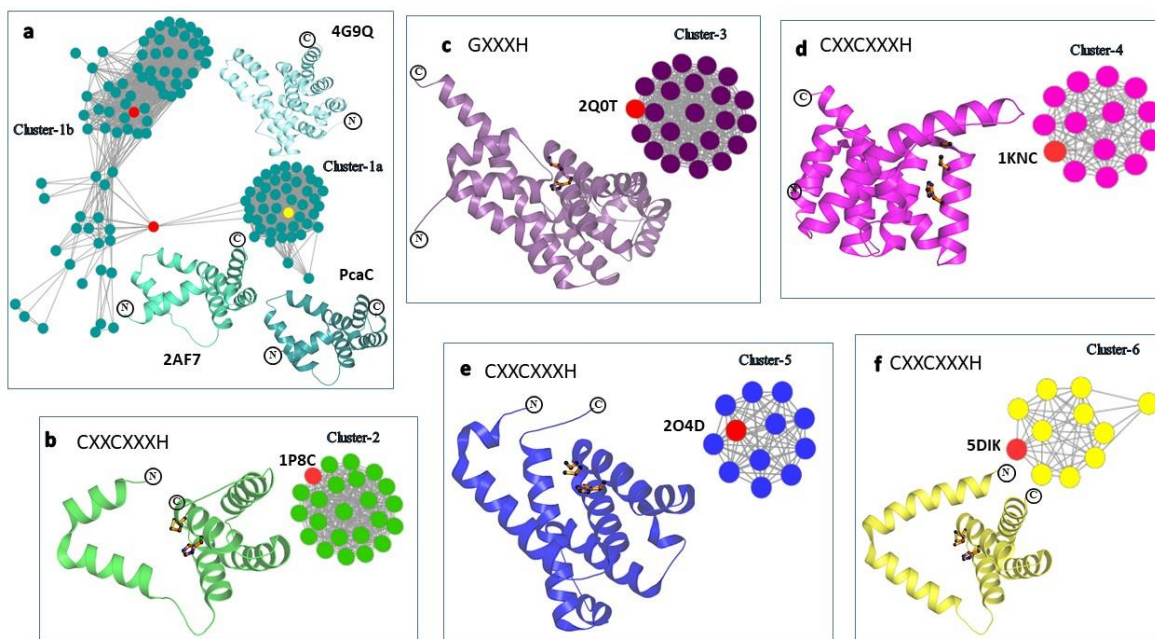 a
4G9Q
C
N
Cluster-1b
Cluster-1a
C
PcaC
C
N
N
2AF7
b
CXXCXXXH
Cluster-2
N
1P8C
C
c
GXXXH
Cluster-3
C
2Q0T
N
d
CXXCXXXH
Cluster-4
C
1KNC
N
e
CXXCXXXH
Cluster-5
N
C
2O4D
f
CXXCXXXH
Cluster-6
5DIK
N
C